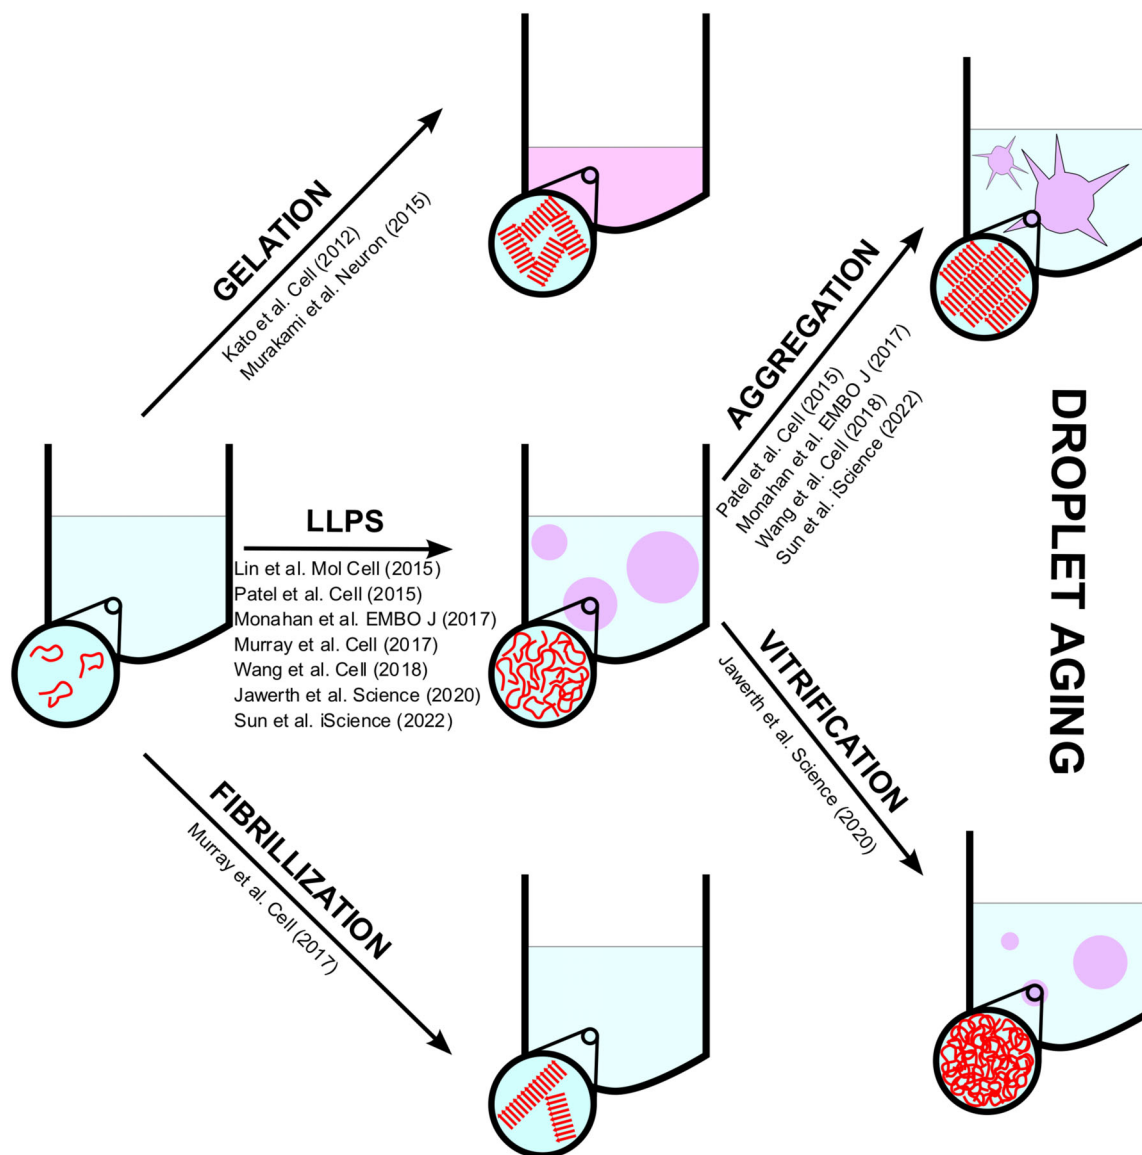 GELATION
Kato et al. Cell (2012)
Murakami et al. Neuron (2015)
LLPS
Lin et al. Mol Cell (2015)
Patel et al. Cell (2015)
Monahan et al. EMBO J (2017)
Murray et al. Cell (2017)
Wang et al. Cell (2018)
Jawerth et al. Science (2020)
Sun et al. iScience (2022)
FIBRILLIZATION
Murray et al. Cell (2017)
AGGREGATION
Patel et al. Cell (2015)
Monahan et al. EMBO J (2017)
Wang et al. Cell (2018)
Sun et al. iScience (2022)
VITRIFICATION
Jawerth et al. Science (2020)
DROPLET AGING